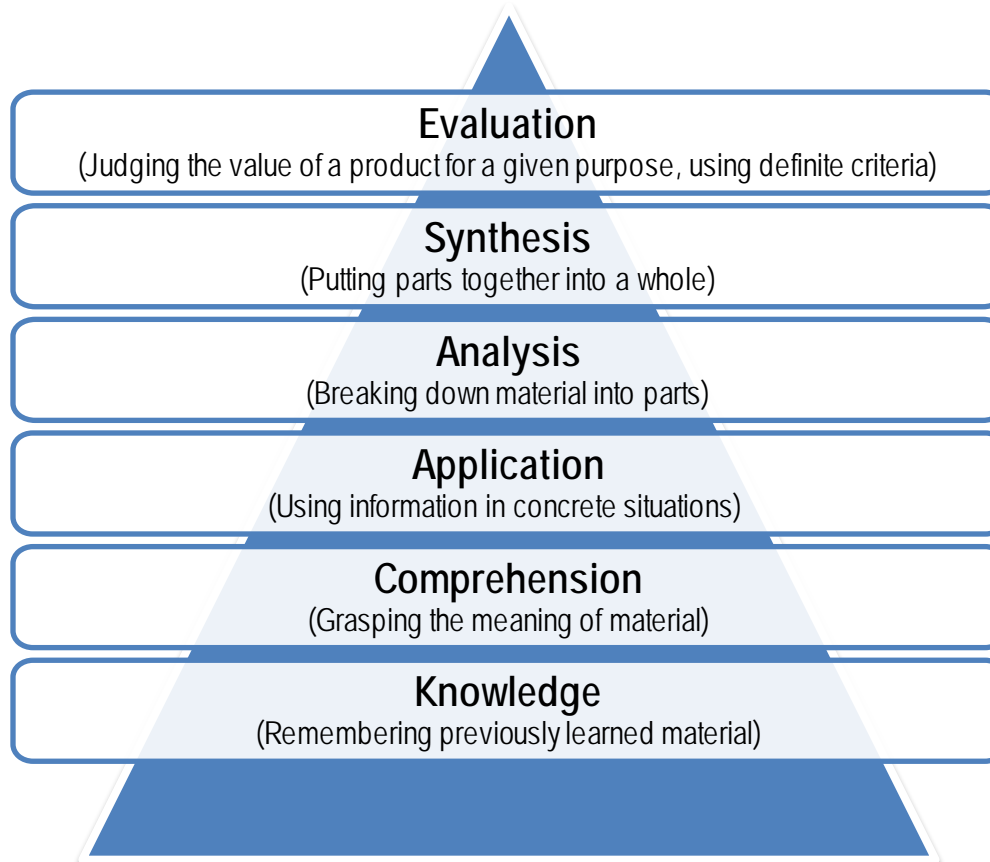 Evaluation
(Judging the value of a product for a given purpose, using definite criteria)
Synthesis
(Putting parts together into a whole)
Analysis
(Breaking down material into parts)
Application
(Using information in concrete situations)
Comprehension
(Grasping the meaning of material)
Knowledge
(Remembering previously learned material)